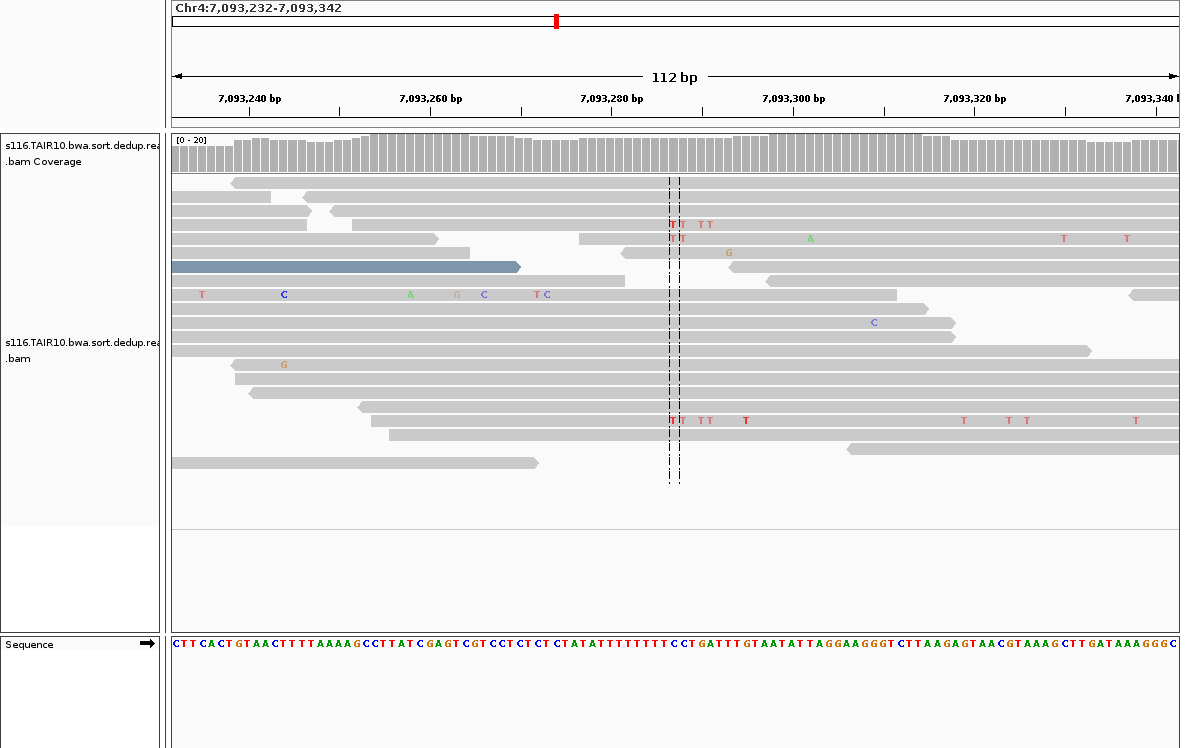 Chr4:7,093,232-7,093,342
112 bp
7,093,240 bp 7,093,260 bp 7,093,280 bp 7,093,300 bp 7,093,320 bp 7,093,340
s116.TAIR10.bwa.sort.dedup.rea
.bam Coverage
[0 - 20]
T T T T
T T A T T
G
T C A G C T C
C
s116.TAIR10.bwa.sort.dedup.rea
.bam
G
T T T T T T T T T
Sequence
CTTCACTGTAACTTTTAAAAGCCTTATCGAGTCGTCCTCTCTCTATATTTTTTTTCCTGATTTGTAATATTAGGAAGGGTCTTAAGAGTAACGTAAAGCTTGATAAAGGGC